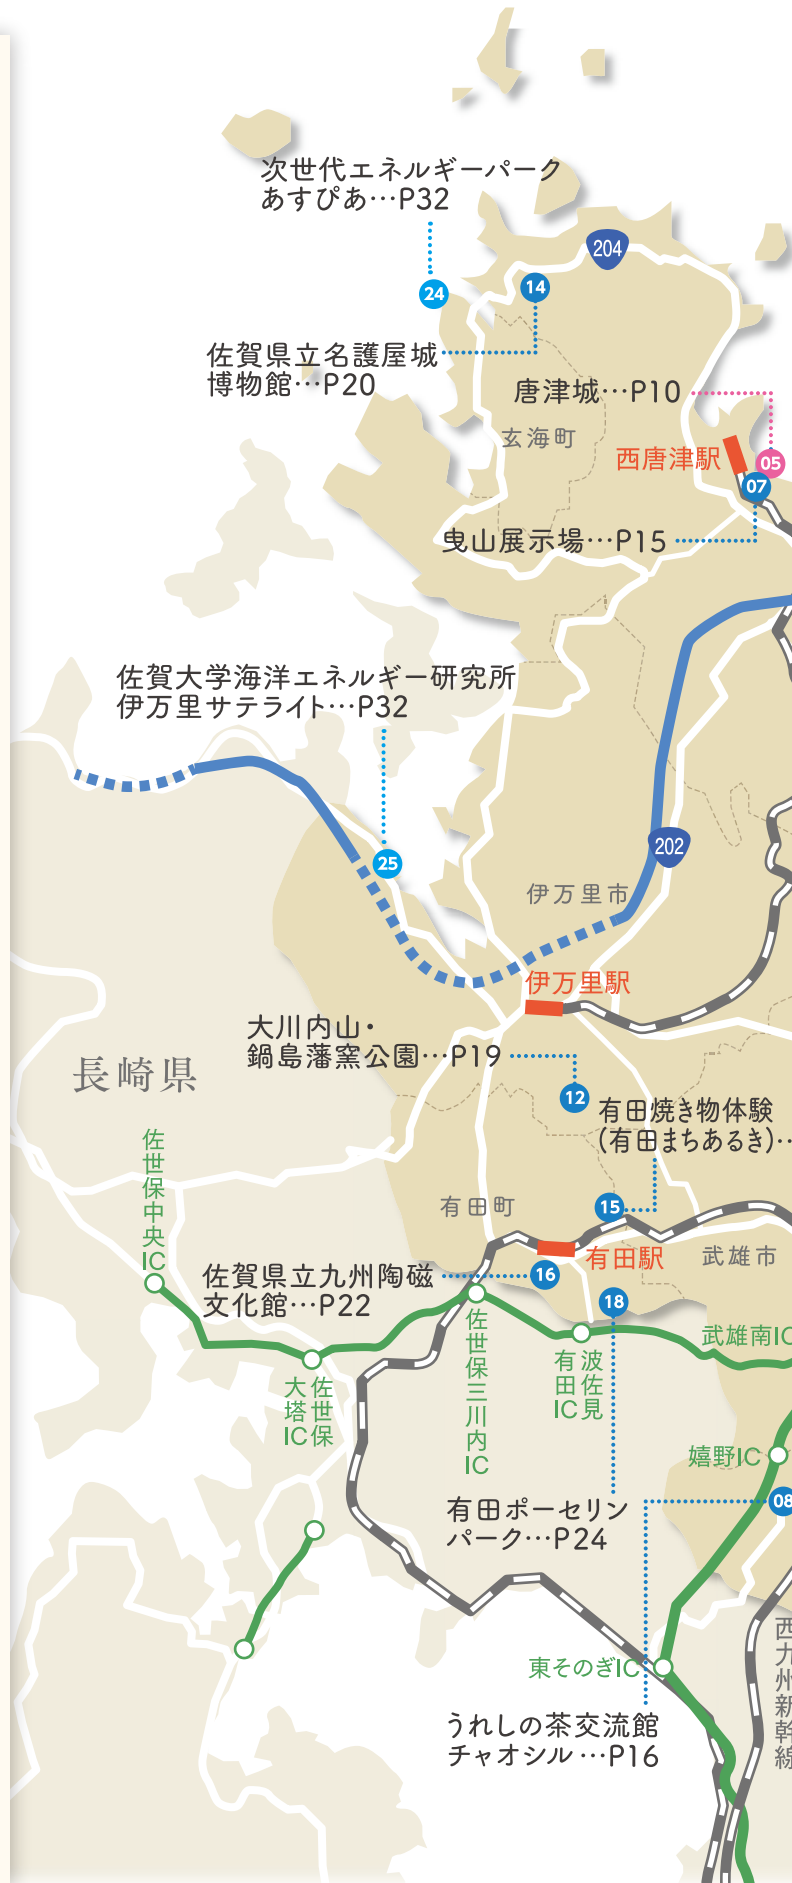 次世代エネルギーパーク
あすぴあ…P32
204
24
14
佐賀県立名護屋城
博物館…P20
唐津城…P10
玄海町
西唐津駅
05
07
曳山展示場…P15
佐賀大学海洋エネルギー研究所
伊万里サテライト…P32
202
25
伊万里市
伊万里駅
大川内山・
鍋島藩窯公園…P19
長崎県
12
有田焼き物体験
(有田まちあるき)…
佐世保中央IC
有田町
15
有田駅
武雄市
佐賀県立九州陶磁
文化館…P22
16
18
佐世保三川内IC
武雄南IC
波佐見
有田IC
佐世保
大塔IC
嬉野IC
08
有田ポーセリン
パーク…P24
東そのぎIC
西九州新幹線
うれしの茶交流館
チャオシル…P16